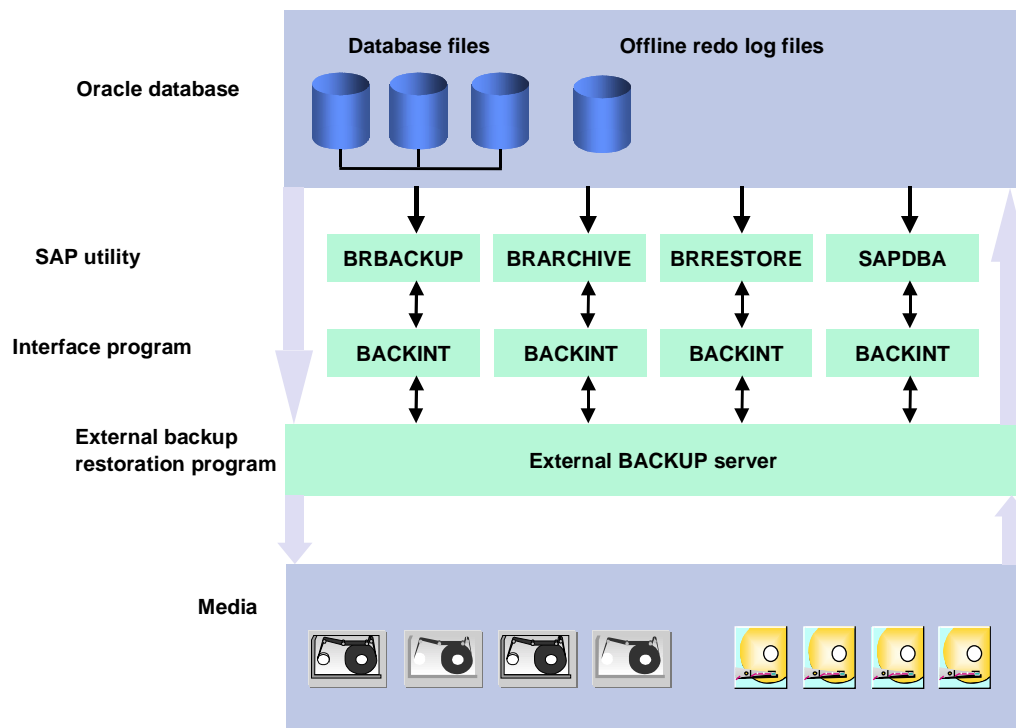 Database files
Offline redo log files
Oracle database
SAP utility
BRBACKUP
BRARCHIVE
BRRESTORE
SAPDBA
Interface program
BACKINT
BACKINT
BACKINT
BACKINT
External backup
restoration program
External BACKUP server
Media